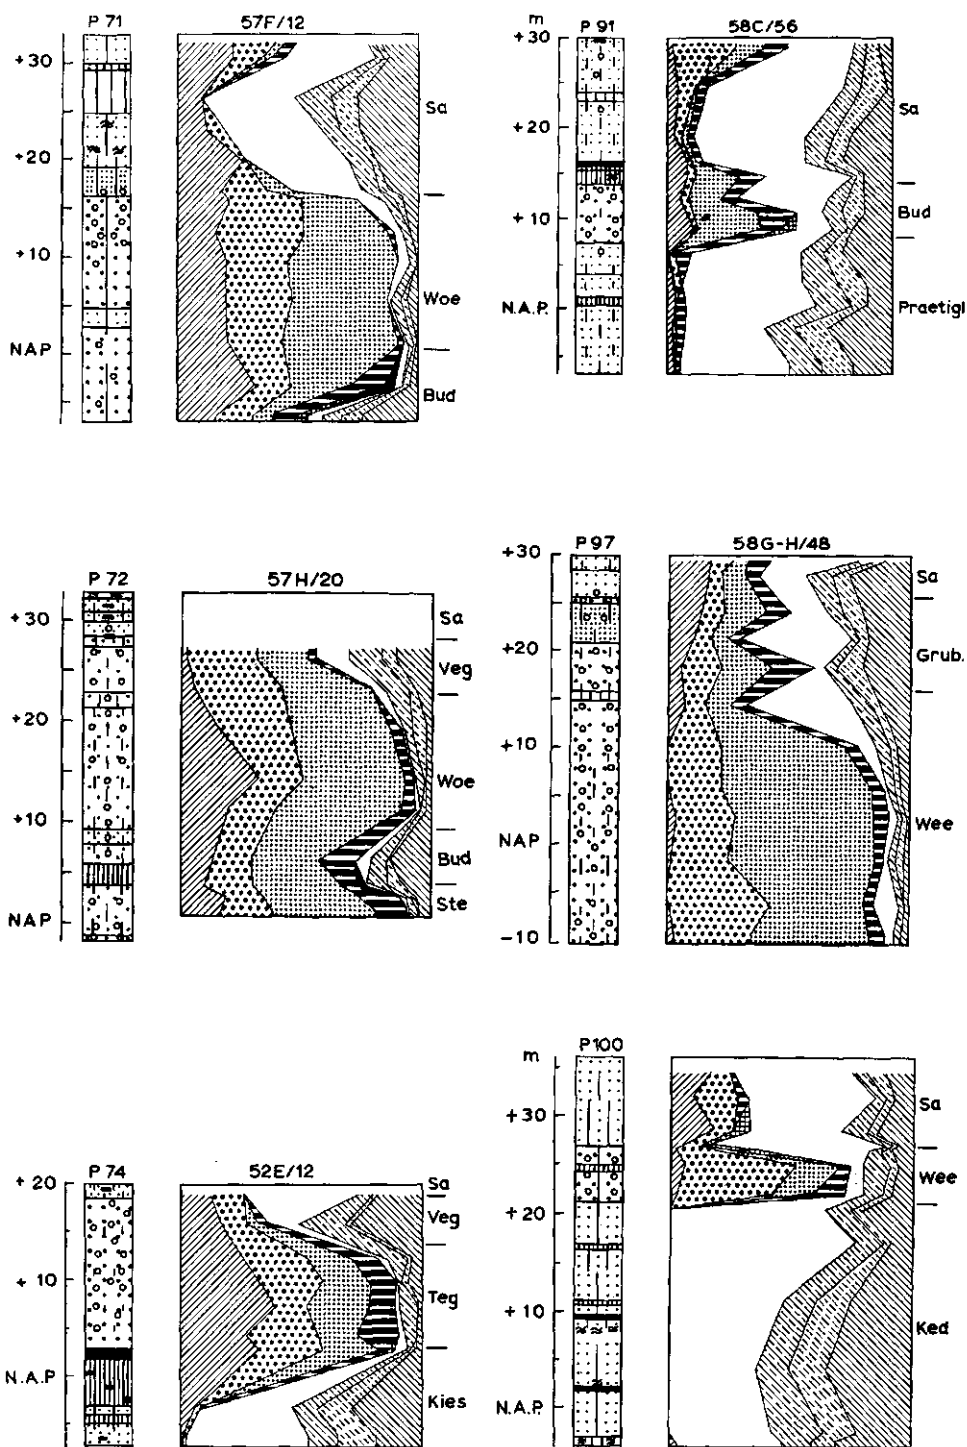 P 71
57F/12
+30
+20
+10
NAP
Sa
Woe
Bud
m
P 91
58C/56
+30
+20
+10
N.A.P.
Sa
Bud
Praetigl
P 72
57H/20
+30
+20
+10
NAP
Sa
Veg
Woe
Bud
Ste
P 97
58G-H/48
+30
+20
+10
NAP
-10
Sa
Grub.
Wee
P 74
52E/12
+ 20
+ 10
N.A.P
Sa
Veg
Teg
Kies
m
P100
+30
+20
+10
N.A.P.
Sa
Wee
Ked